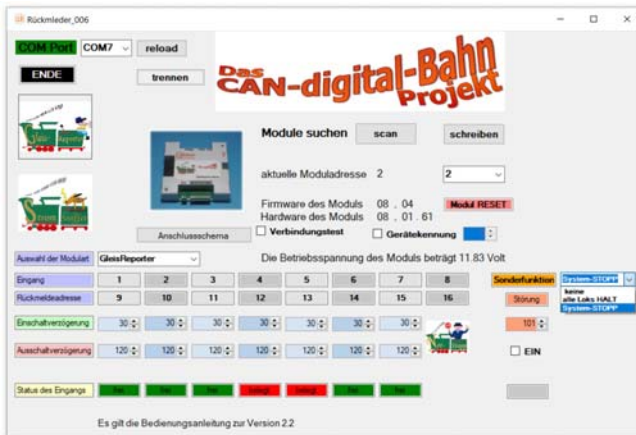 Rückmleder_006
COM Port COM7 reload
ENDE trennen
Das
CAN-digital-Bahn
Projekt
Module suchen scan schreiben
aktuelle Moduladresse 2 2
Firmware des Moduls 08 . 04 Modul RESET
Hardware des Moduls 08 . 01 . 61
Anschlussschema Verbindungstest Gerätekennung
Auswahl der Modulart GleisReporter Die Betriebsspannung des Moduls beträgt 11.83 Volt
Eingang 1 2 3 4 5 6 7 8 Sonderfunktion System-STOPP
keine
alle Loks HALT
System-STOPP
Rückmeldeadresse 9 10 11 12 13 14 15 16 Störung
Einschaltverzögerung 30 30 30 30 30 30 30 101
Ausschaltverzögerung 120 120 120 120 120 120 120 EIN
Status des Eingangs frei frei frei belegt belegt frei frei
Es gilt die Bedienungsanleitung zur Version 2.2